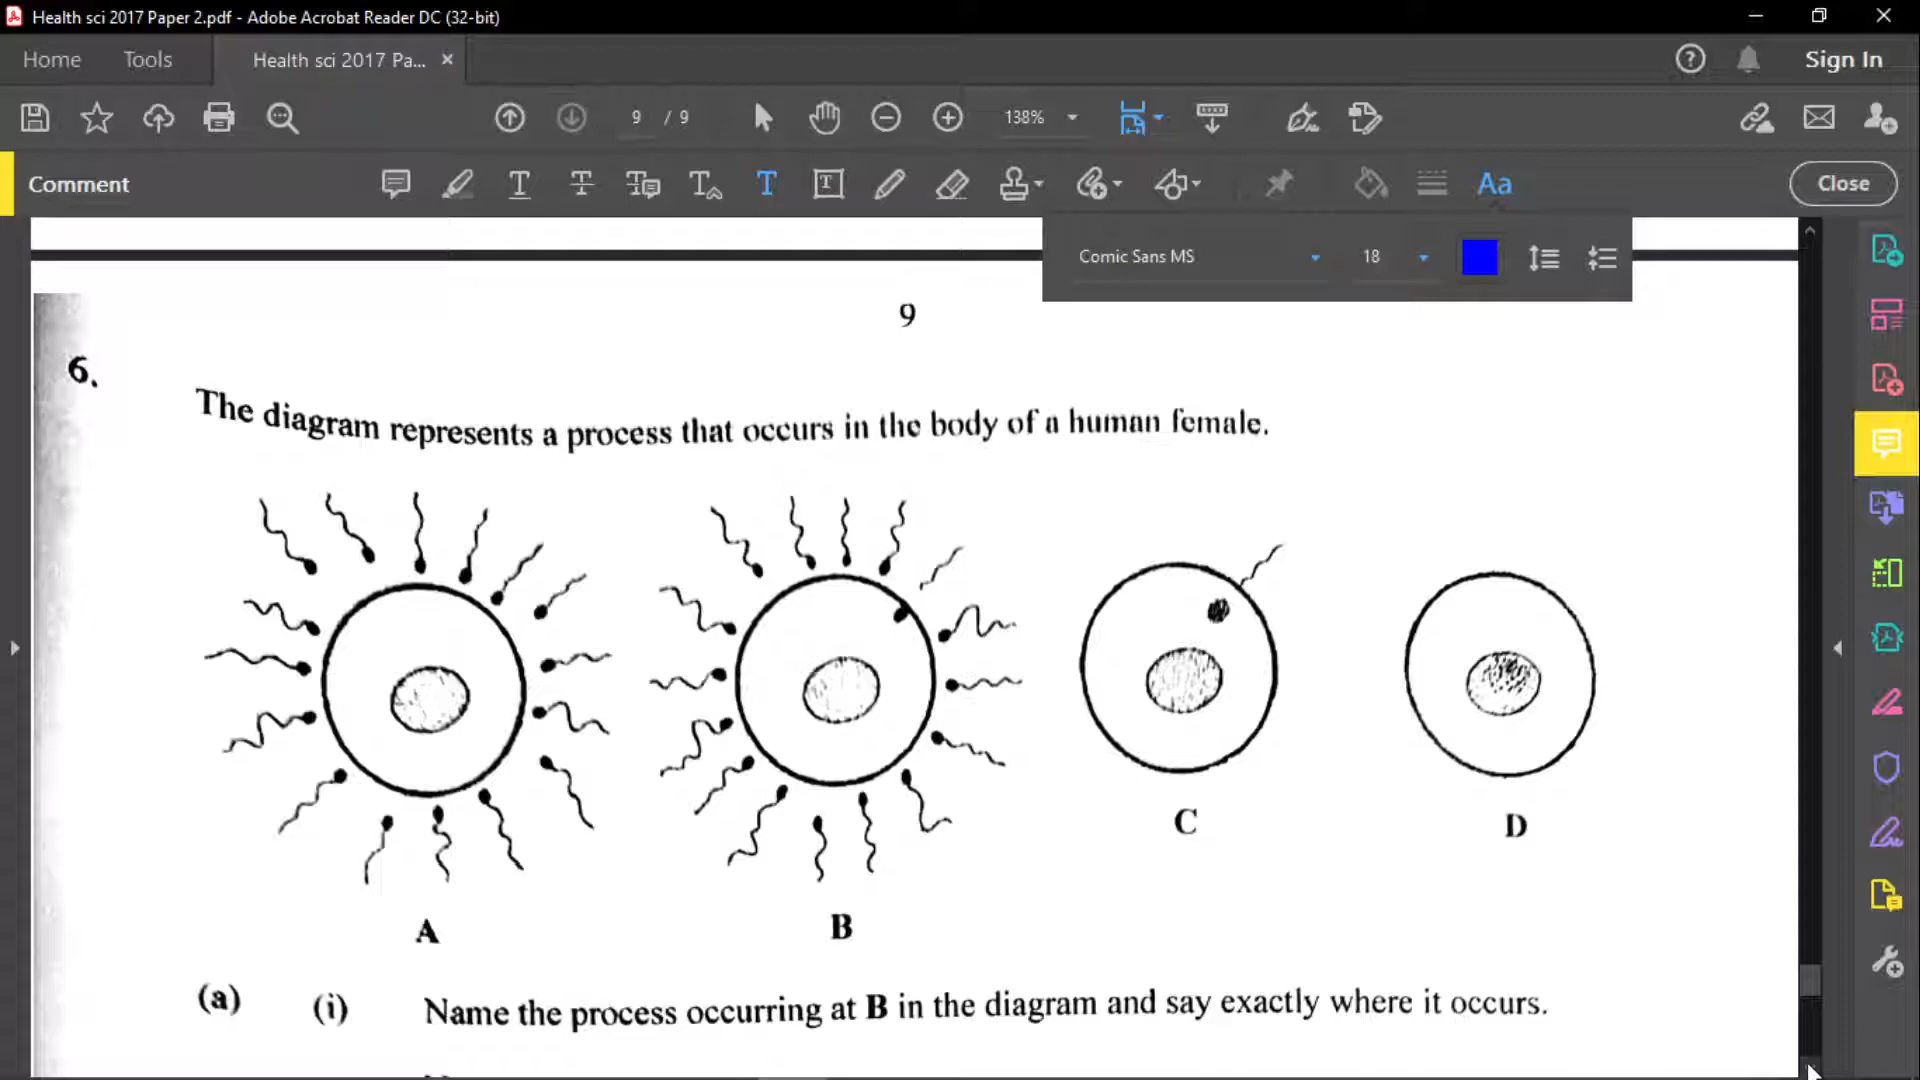 Health sci 2017 Paper 2.pdf - Adobe Acrobat Reader DC (32-bit)
Home Tools Health sci 2017 Pa... × Sign In
9 / 9 138%
Comment Close
Comic Sans MS 18
9
6.
The diagram represents a process that occurs in the body of a human female.
C D
A B
(a) (i) Name the process occurring at B in the diagram and say exactly where it occurs.